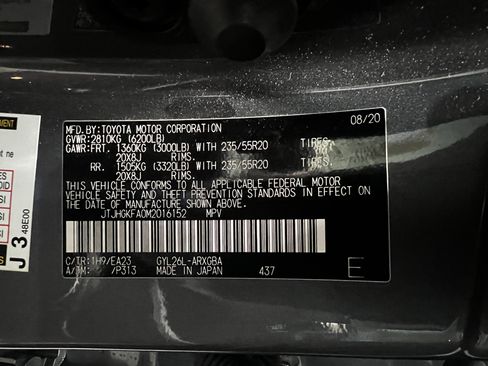 08/20
MFD.BY:TOYOTA MOTOR CORPORATION
GVWR:2810KG (6200LB)
GAWR:FRT. 1360KG (3000LB) WITH 235/55R20 TIRES,
20X8J RIMS.
RR. 1505KG (3320LB) WITH 235/55R20 TIRES,
20X8J RIMS.
THIS VEHICLE CONFORMS TO ALL APPLICABLE FEDERAL MOTOR
VEHICLE SAFETY AND THEFT PREVENTION STANDARDS IN EFFECT ON
THE DATE OF MANUFACTURE SHOWN ABOVE.
JTJHGKFA0M2016152 MPV
C/TR:1H9/EA23 GYL26L-ARXGBA
A/TM: /P313 MADE IN JAPAN 437 E
J 3 48E00